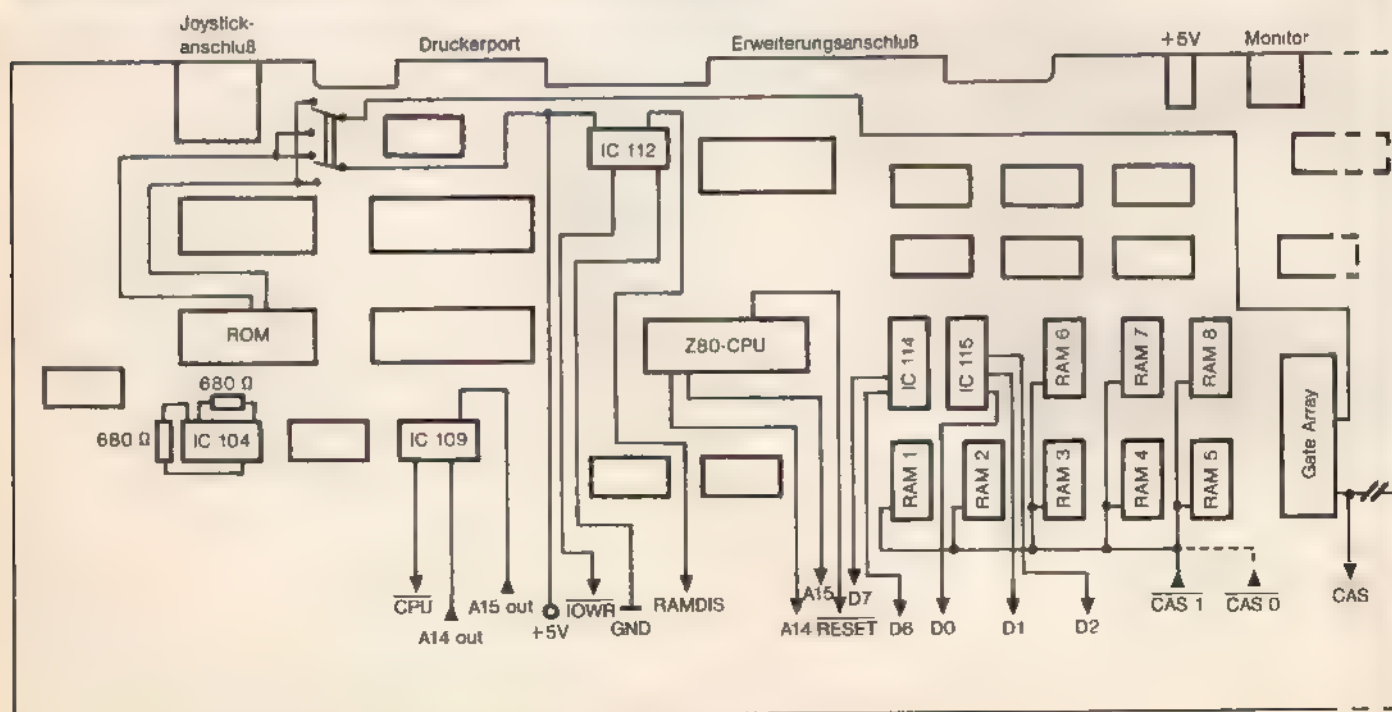 Joystick-
anschluß
Druckerport
Erweiterungsanschluß
+5V
Monitor
IC 112
ROM
Z80-CPU
IC 114
IC 115
RAM 6
RAM 7
RAM 8
680 Ω
680 Ω
IC 104
IC 109
RAM 1
RAM 2
RAM 3
RAM 4
RAM 5
Gate Array
CPU
A14 out
A15 out
+5V
IOWR
GND
RAMDIS
A14
A15
RESET
D7
D6
D0
D1
D2
CAS 1
CAS 0
CAS